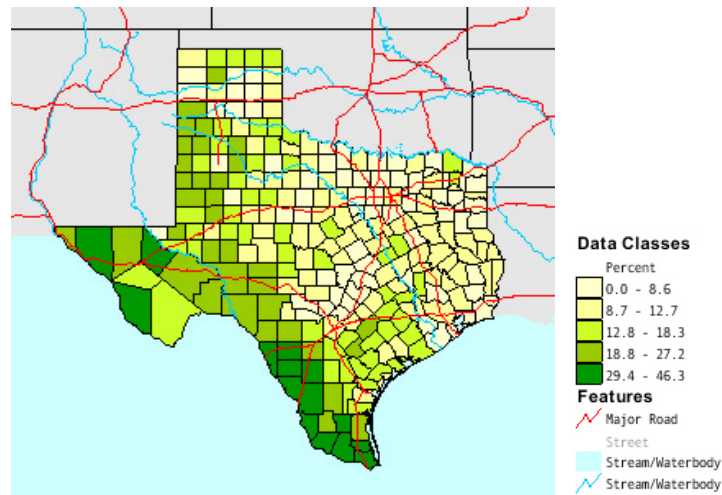 Data Classes
Percent
0.0 - 8.6
8.7 - 12.7
12.8 - 18.3
18.8 - 27.2
29.4 - 46.3
Features
Major Road
Street
Stream/Waterbody
Stream/Waterbody